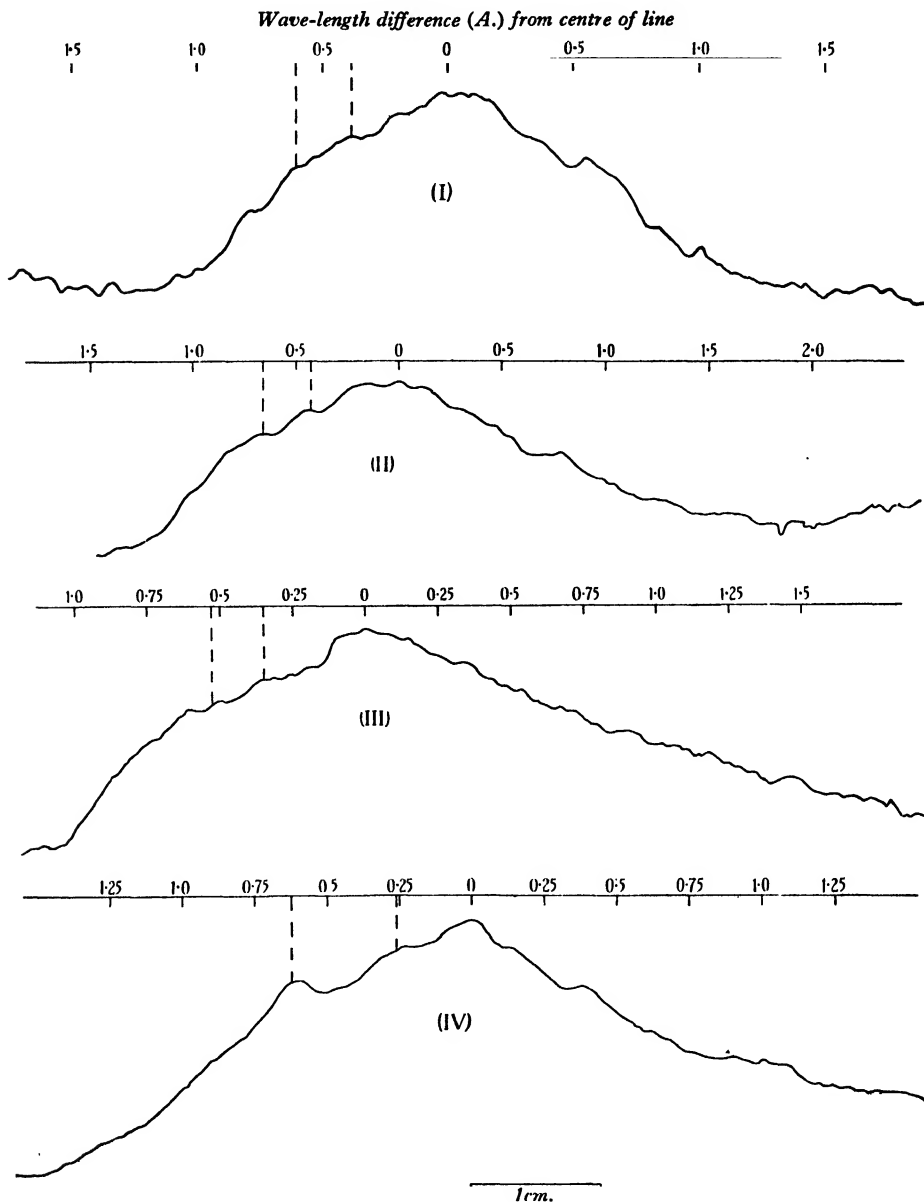 Wave-length difference (A.) from centre of line
1·5 1·0 0·5 0 0·5 1·0 1·5
(I)
1·5 1·0 0·5 0 0·5 1·0 1·5 2·0
(II)
1·0 0·75 0·5 0·25 0 0·25 0·5 0·75 1·0 1·25 1·5
(III)
1·25 1·0 0·75 0·5 0·25 0 0·25 0·5 0·75 1·0 1·25
(IV)
1cm.